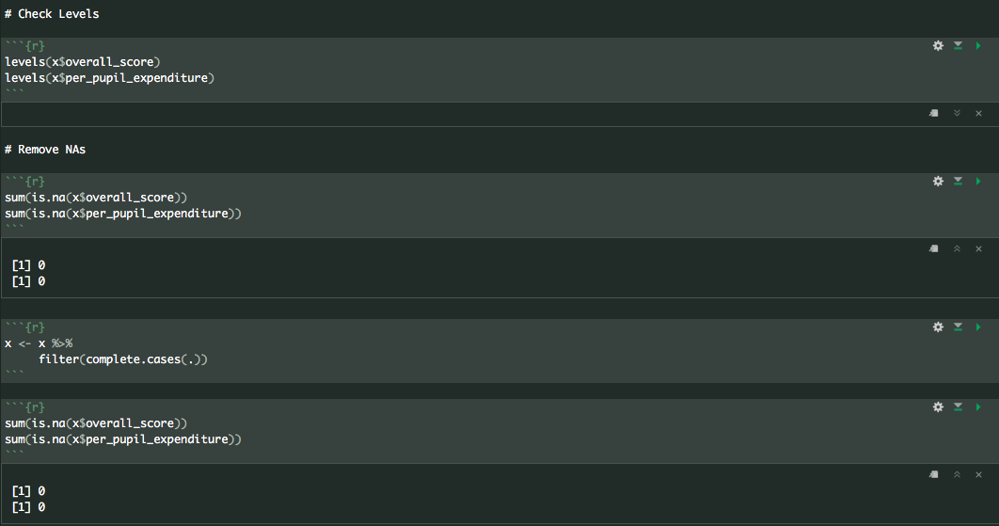 # Check Levels
```{r}
levels(x$overall_score)
levels(x$per_pupil_expenditure)
```
# Remove NAs
```{r}
sum(is.na(x$overall_score))
sum(is.na(x$per_pupil_expenditure))
```
[1] 0
[1] 0
```{r}
x <- x %>%
     filter(complete.cases(.))
```
```{r}
sum(is.na(x$overall_score))
sum(is.na(x$per_pupil_expenditure))
```
[1] 0
[1] 0